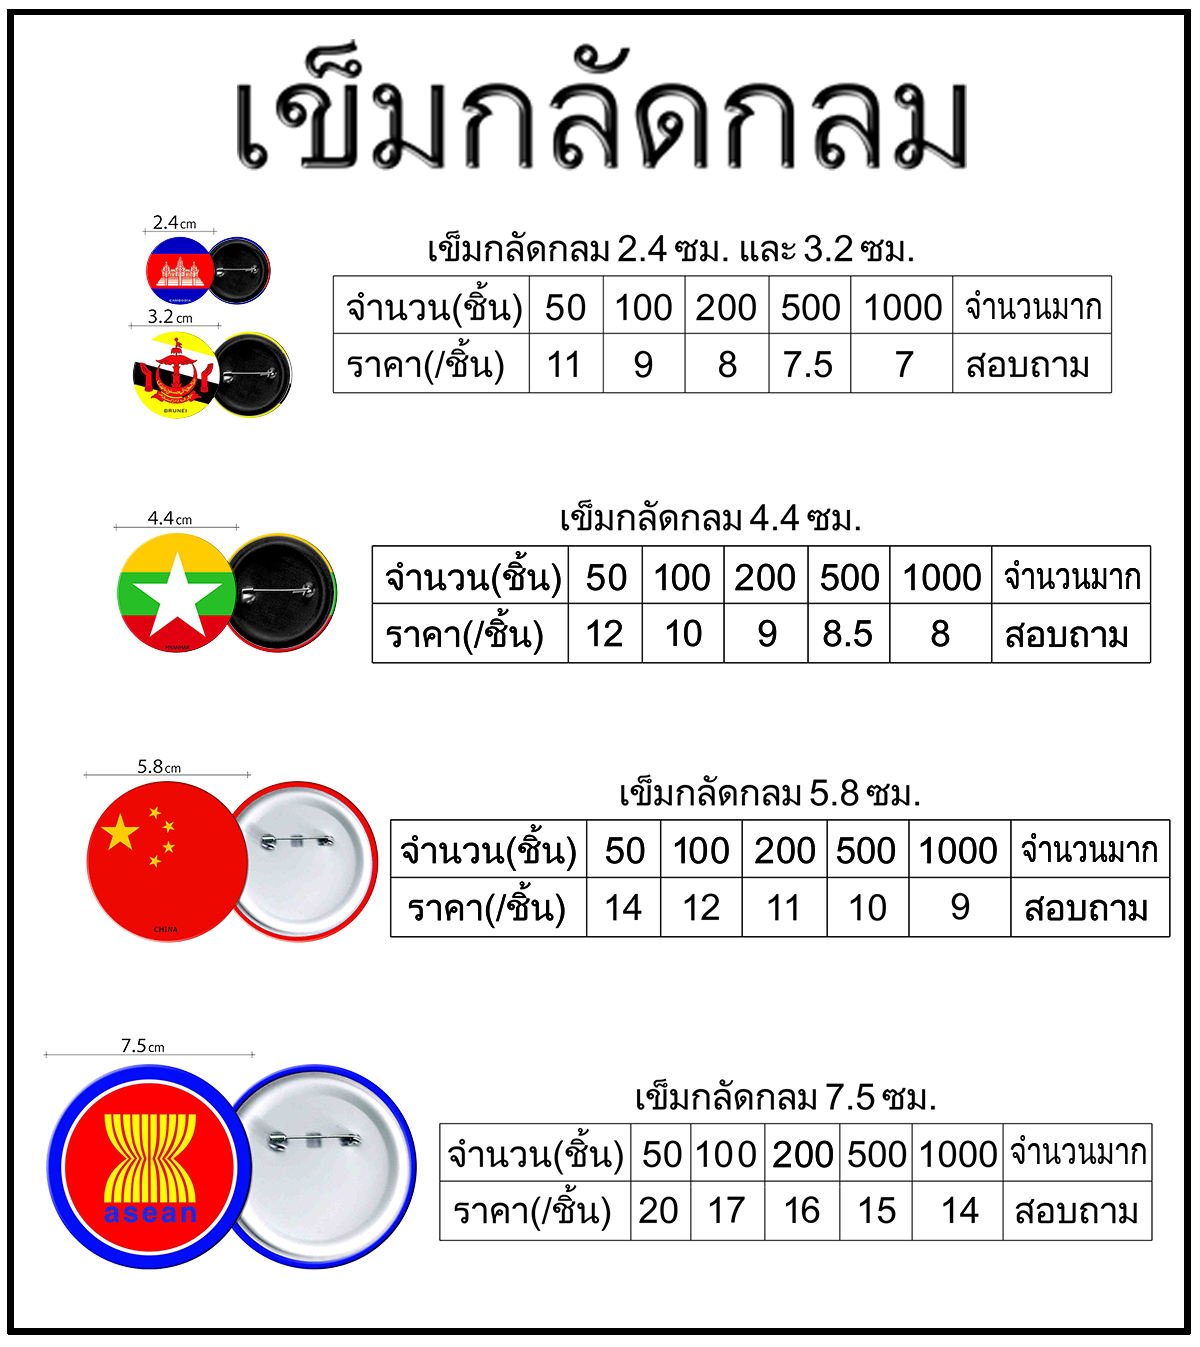 เข็มกลัดกลม
2.4cm
CAMBODIA
3.2cm
BRUNEI
เข็มกลัดกลม 2.4 ซม. และ 3.2 ซม.
จำนวน(ชิ้น) 50 100 200 500 1000 จำนวนมาก
ราคา(/ชิ้น) 11 9 8 7.5 7 สอบถาม
4.4cm
MYANMAR
เข็มกลัดกลม 4.4 ซม.
จำนวน(ชิ้น) 50 100 200 500 1000 จำนวนมาก
ราคา(/ชิ้น) 12 10 9 8.5 8 สอบถาม
5.8cm
CHINA
เข็มกลัดกลม 5.8 ซม.
จำนวน(ชิ้น) 50 100 200 500 1000 จำนวนมาก
ราคา(/ชิ้น) 14 12 11 10 9 สอบถาม
7.5cm
asean
เข็มกลัดกลม 7.5 ซม.
จำนวน(ชิ้น) 50 100 200 500 1000 จำนวนมาก
ราคา(/ชิ้น) 20 17 16 15 14 สอบถาม